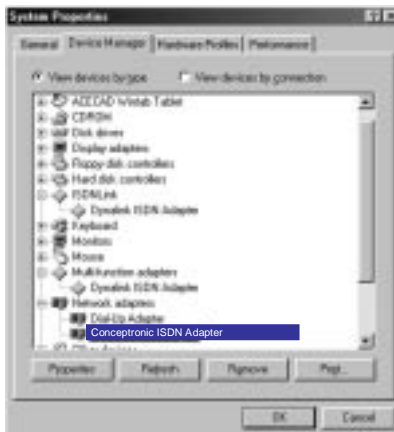 System Properties
General Device Manager Hardware Profiles Performance
View devices by type View devices by connection
ACECAD Wintab Tablet
CDROM
Disk drives
Display adapters
Floppy disk controllers
Hard disk controllers
ISDNLink
Dynalink ISDN Adapter
Keyboard
Monitors
Mouse
Multifunction adapters
Dynalink ISDN Adapter
Network adapters
Dial-Up Adapter
Conceptronic ISDN Adapter
Properties Refresh Remove Print...
OK Cancel